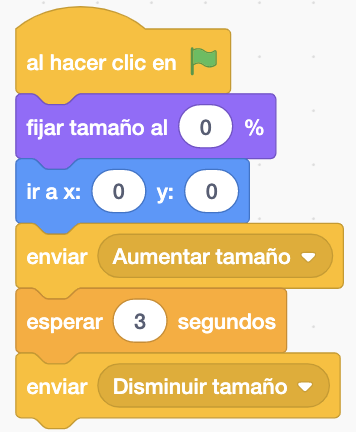 al hacer clic en
fijar tamaño al 0 %
ir a x: 0 y: 0
enviar Aumentar tamaño
esperar 3 segundos
enviar Disminuir tamaño